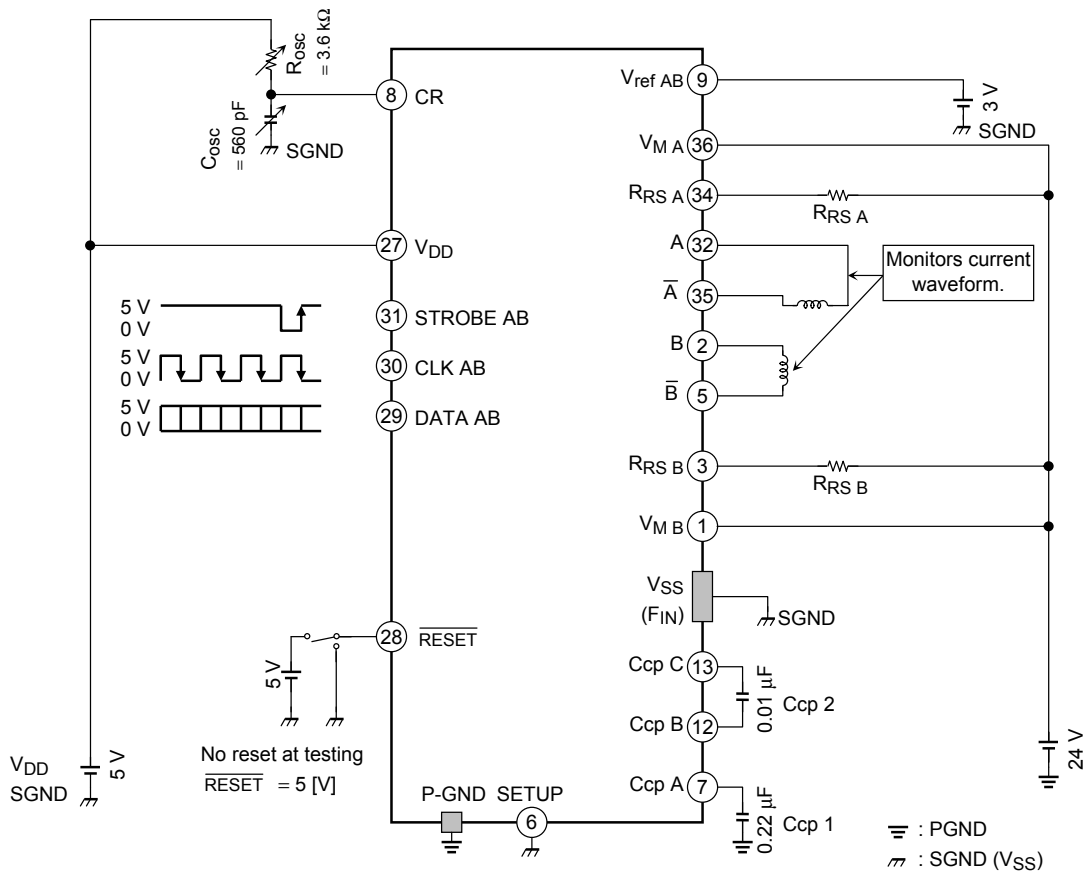 Rosc
= 3.6 kΩ
Cosc
= 560 pF
SGND
8
CR
27
VDD
5 V
0 V
31
STROBE AB
5 V
0 V
30
CLK AB
5 V
0 V
29
DATA AB
28
RESET
5 V
No reset at testing
RESET = 5 [V]
VDD
SGND
5 V
P-GND
SETUP
6
Vref AB
9
3 V
SGND
VM A
36
RRS A
34
RRS A
A
32
A
35
Monitors current
waveform.
B
2
B
5
RRS B
3
RRS B
VM B
1
VSS
(FIN)
SGND
Ccp C
13
0.01 μF
Ccp 2
Ccp B
12
Ccp A
7
0.22 μF
Ccp 1
24 V
: PGND
: SGND (VSS)